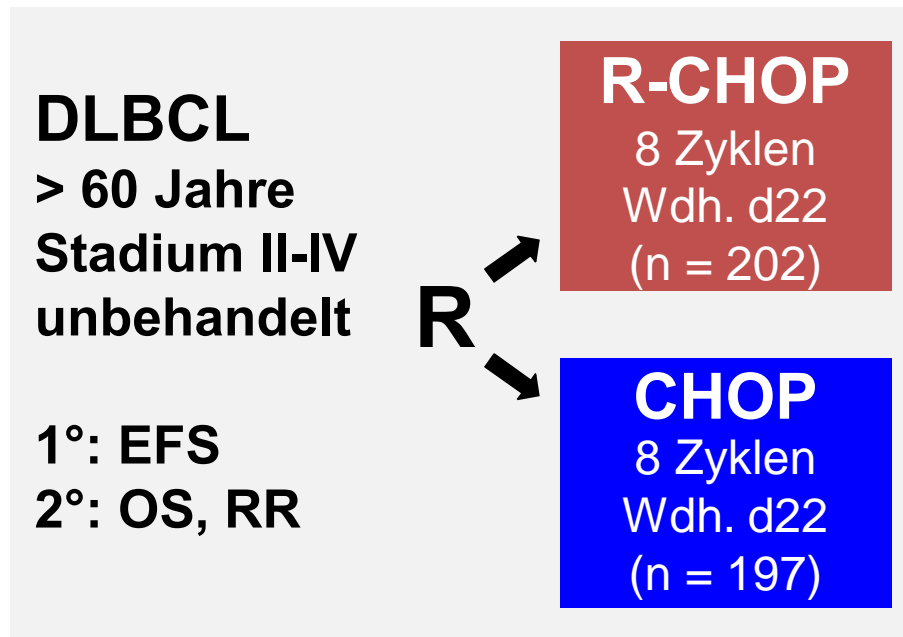 DLBCL
> 60 Jahre
Stadium II-IV
unbehandelt
1°: EFS
2°: OS, RR
R
R-CHOP
8 Zyklen
Wdh. d22
(n = 202)
CHOP
8 Zyklen
Wdh. d22
(n = 197)